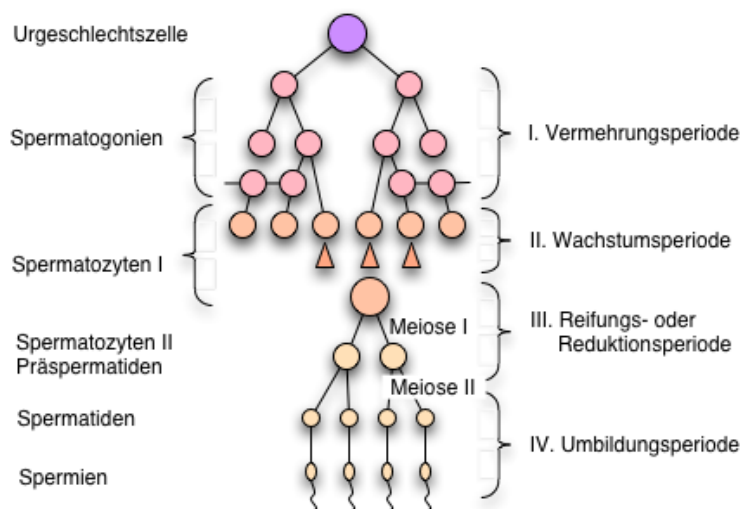 Urgeschlechtszelle
Spermatogonien
I. Vermehrungsperiode
II. Wachstumsperiode
Spermatozyten I
Meiose I
III. Reifungs- oder
Reduktionsperiode
Spermatozyten II
Präspermatiden
Meiose II
Spermatiden
IV. Umbildungsperiode
Spermien